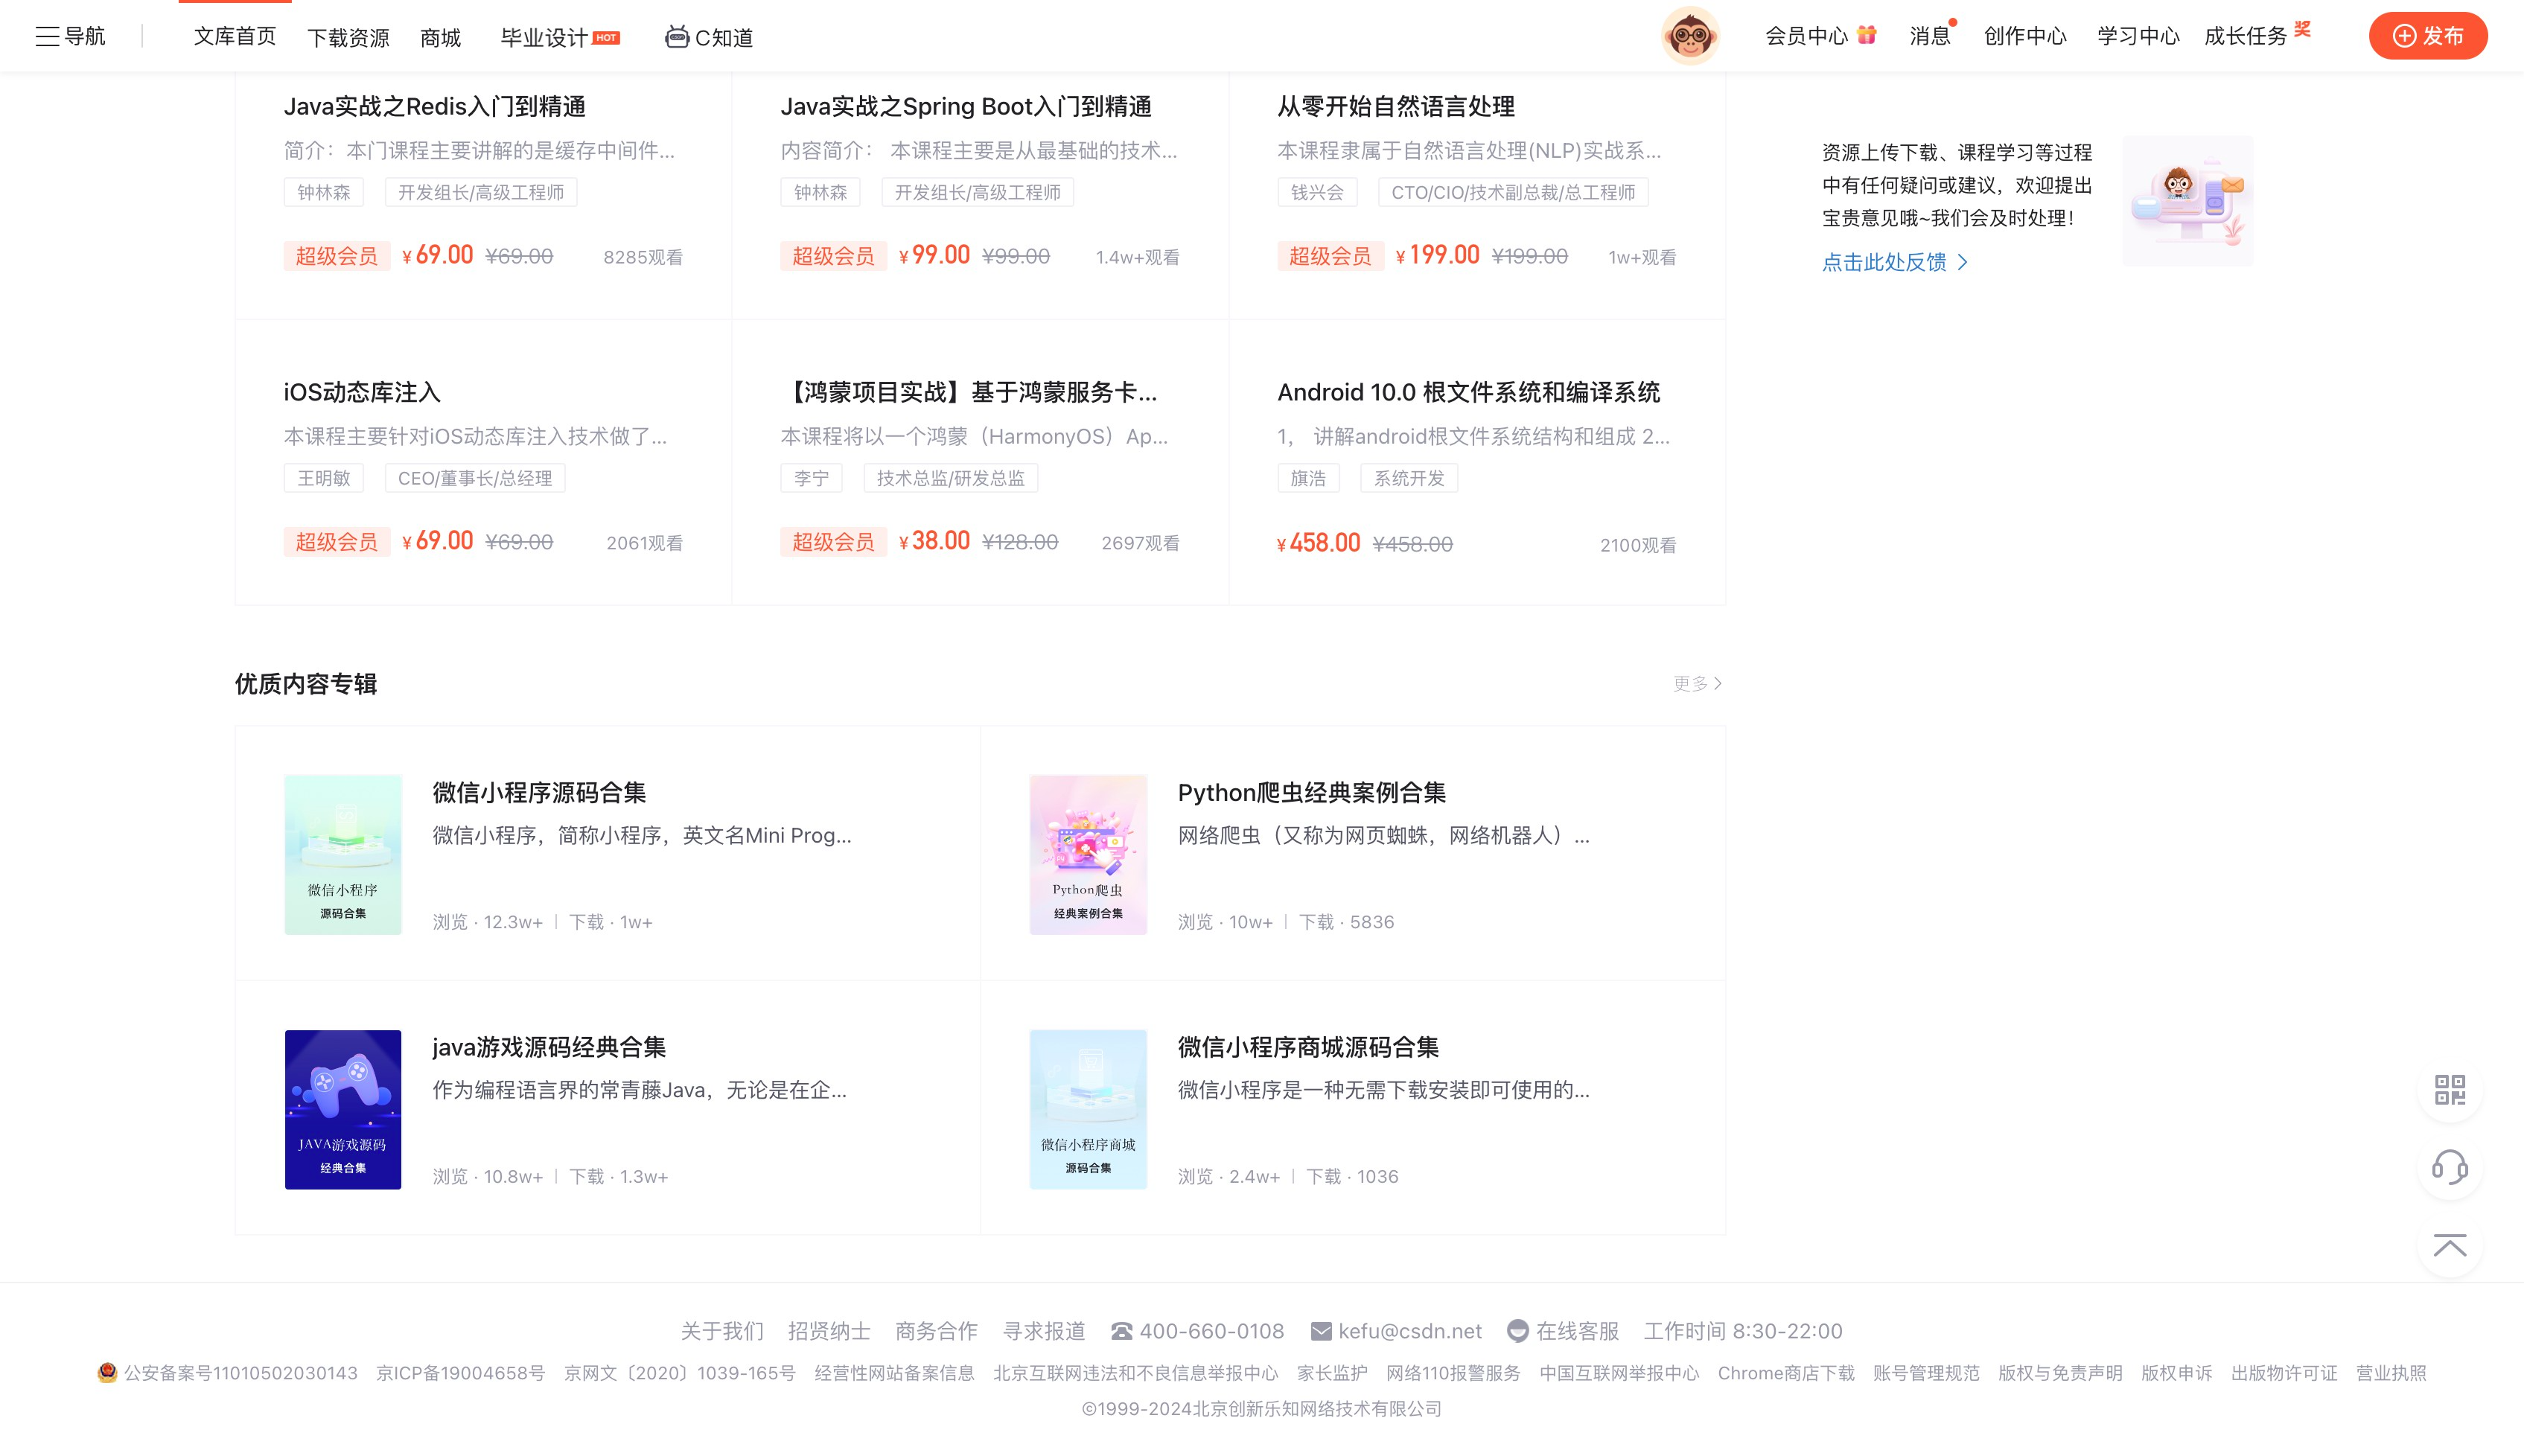 导航 文库首页 下载资源 商城 毕业设计 HOT C知道 会员中心 消息 创作中心 学习中心 成长任务 奖 发布
Java实战之Redis入门到精通
简介：本门课程主要讲解的是缓存中间件...
钟林森 开发组长/高级工程师
超级会员 ¥69.00 ¥69.00 8285观看
Java实战之Spring Boot入门到精通
内容简介： 本课程主要是从最基础的技术...
钟林森 开发组长/高级工程师
超级会员 ¥99.00 ¥99.00 1.4w+观看
从零开始自然语言处理
本课程隶属于自然语言处理(NLP)实战系...
钱兴会 CTO/CIO/技术副总裁/总工程师
超级会员 ¥199.00 ¥199.00 1w+观看
资源上传下载、课程学习等过程
中有任何疑问或建议，欢迎提出
宝贵意见哦~我们会及时处理！
点击此处反馈
iOS动态库注入
本课程主要针对iOS动态库注入技术做了...
王明敏 CEO/董事长/总经理
超级会员 ¥69.00 ¥69.00 2061观看
【鸿蒙项目实战】基于鸿蒙服务卡...
本课程将以一个鸿蒙（HarmonyOS）Ap...
李宁 技术总监/研发总监
超级会员 ¥38.00 ¥128.00 2697观看
Android 10.0 根文件系统和编译系统
1， 讲解android根文件系统结构和组成 2...
旗浩 系统开发
¥458.00 ¥458.00 2100观看
优质内容专辑 更多
微信小程序
源码合集
微信小程序源码合集
微信小程序，简称小程序，英文名Mini Prog...
浏览 · 12.3w+ | 下载 · 1w+
Python爬虫
经典案例合集
Python爬虫经典案例合集
网络爬虫（又称为网页蜘蛛，网络机器人）...
浏览 · 10w+ | 下载 · 5836
JAVA游戏源码
经典合集
java游戏源码经典合集
作为编程语言界的常青藤Java，无论是在企...
浏览 · 10.8w+ | 下载 · 1.3w+
微信小程序商城
源码合集
微信小程序商城源码合集
微信小程序是一种无需下载安装即可使用的...
浏览 · 2.4w+ | 下载 · 1036
关于我们 招贤纳士 商务合作 寻求报道 400-660-0108 kefu@csdn.net 在线客服 工作时间 8:30-22:00
公安备案号11010502030143 京ICP备19004658号 京网文〔2020〕1039-165号 经营性网站备案信息 北京互联网违法和不良信息举报中心 家长监护 网络110报警服务 中国互联网举报中心 Chrome商店下载 账号管理规范 版权与免责声明 版权申诉 出版物许可证 营业执照
©1999-2024北京创新乐知网络技术有限公司